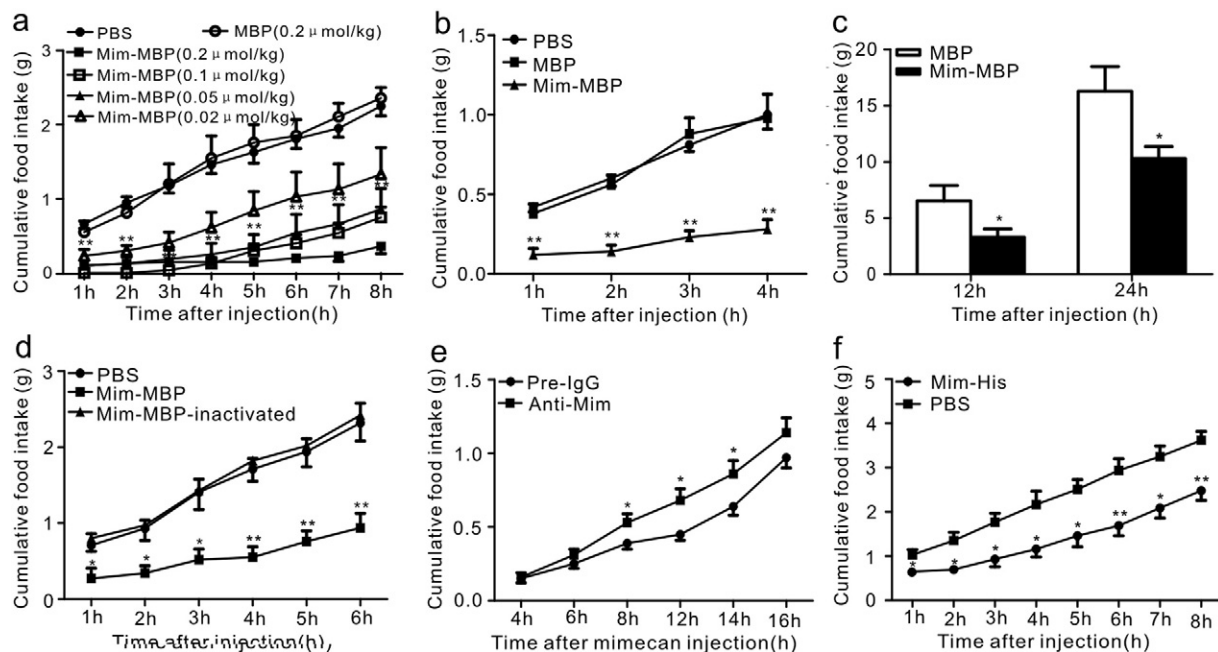 a
PBS
MBP(0.2 μ mol/kg)
Mim-MBP(0.2 μ mol/kg)
Mim-MBP(0.1 μ mol/kg)
Mim-MBP(0.05 μ mol/kg)
Mim-MBP(0.02 μ mol/kg)
Cumulative food intake (g)
3
2
1
0
** ** ** ** ** ** ** **
1h 2h 3h 4h 5h 6h 7h 8h
Time after injection(h)
b
PBS
MBP
Mim-MBP
Cumulative food intake (g)
1.5
1.0
0.5
0.0
** ** ** **
1h 2h 3h 4h
Time after injection (h)
c
MBP
Mim-MBP
Cumulative food intake (g)
20
15
10
5
0
* *
12h 24h
Time after injection (h)
d
PBS
Mim-MBP
Mim-MBP-inactivated
Cumulative food intake (g)
3
2
1
0
* * * ** ** **
1h 2h 3h 4h 5h 6h
Time after injection(h)
e
Pre-IgG
Anti-Mim
Cumulative food intake (g)
1.5
1.0
0.5
0.0
* * *
4h 6h 8h 12h 14h 16h
Time after mimecan injection(h)
f
Mim-His
PBS
Cumulative food intake (g)
5
4
3
2
1
0
* * * * * ** * **
1h 2h 3h 4h 5h 6h 7h 8h
Time after injection(h)